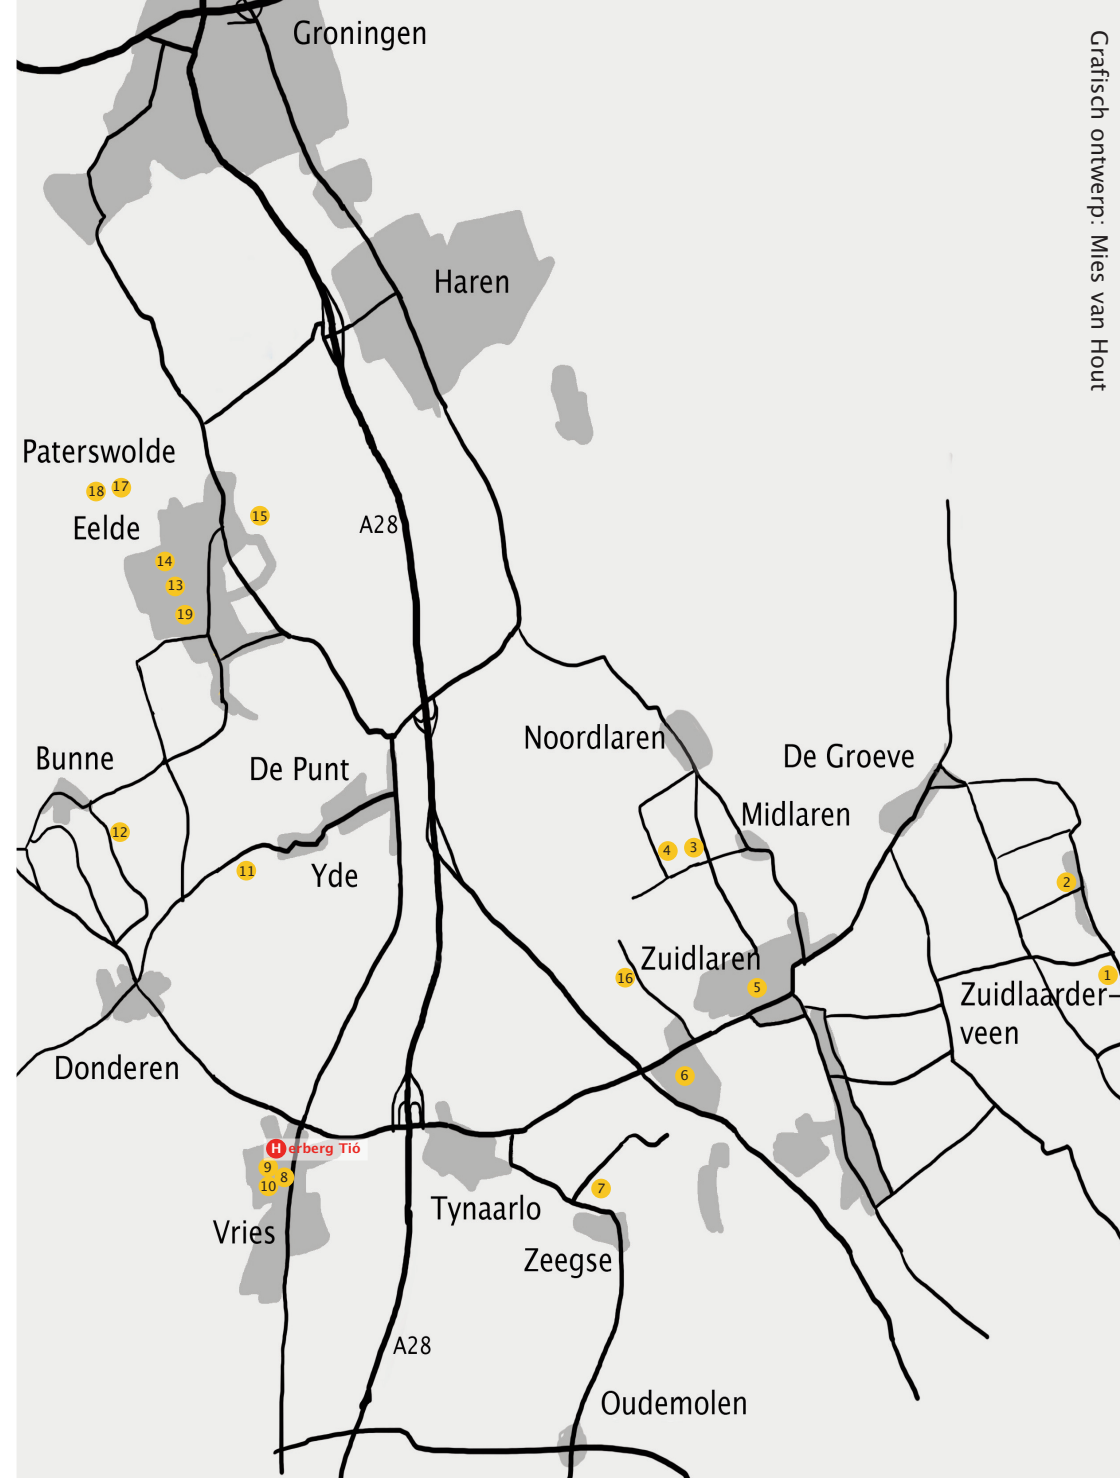 Groningen
Grafisch ontwerp: Mies van Hout
Haren
Paterswolde
18
17
15
A28
Eelde
14
13
19
Noordlaren
De Groeve
Bunne
De Punt
Midlaren
12
4
3
11
Yde
2
Zuidlaren
16
5
1
Zuidlaarder-
veen
Donderen
6
Herberg Tió
9
8
10
7
Tynaarlo
Vries
Zeegse
A28
Oudemolen